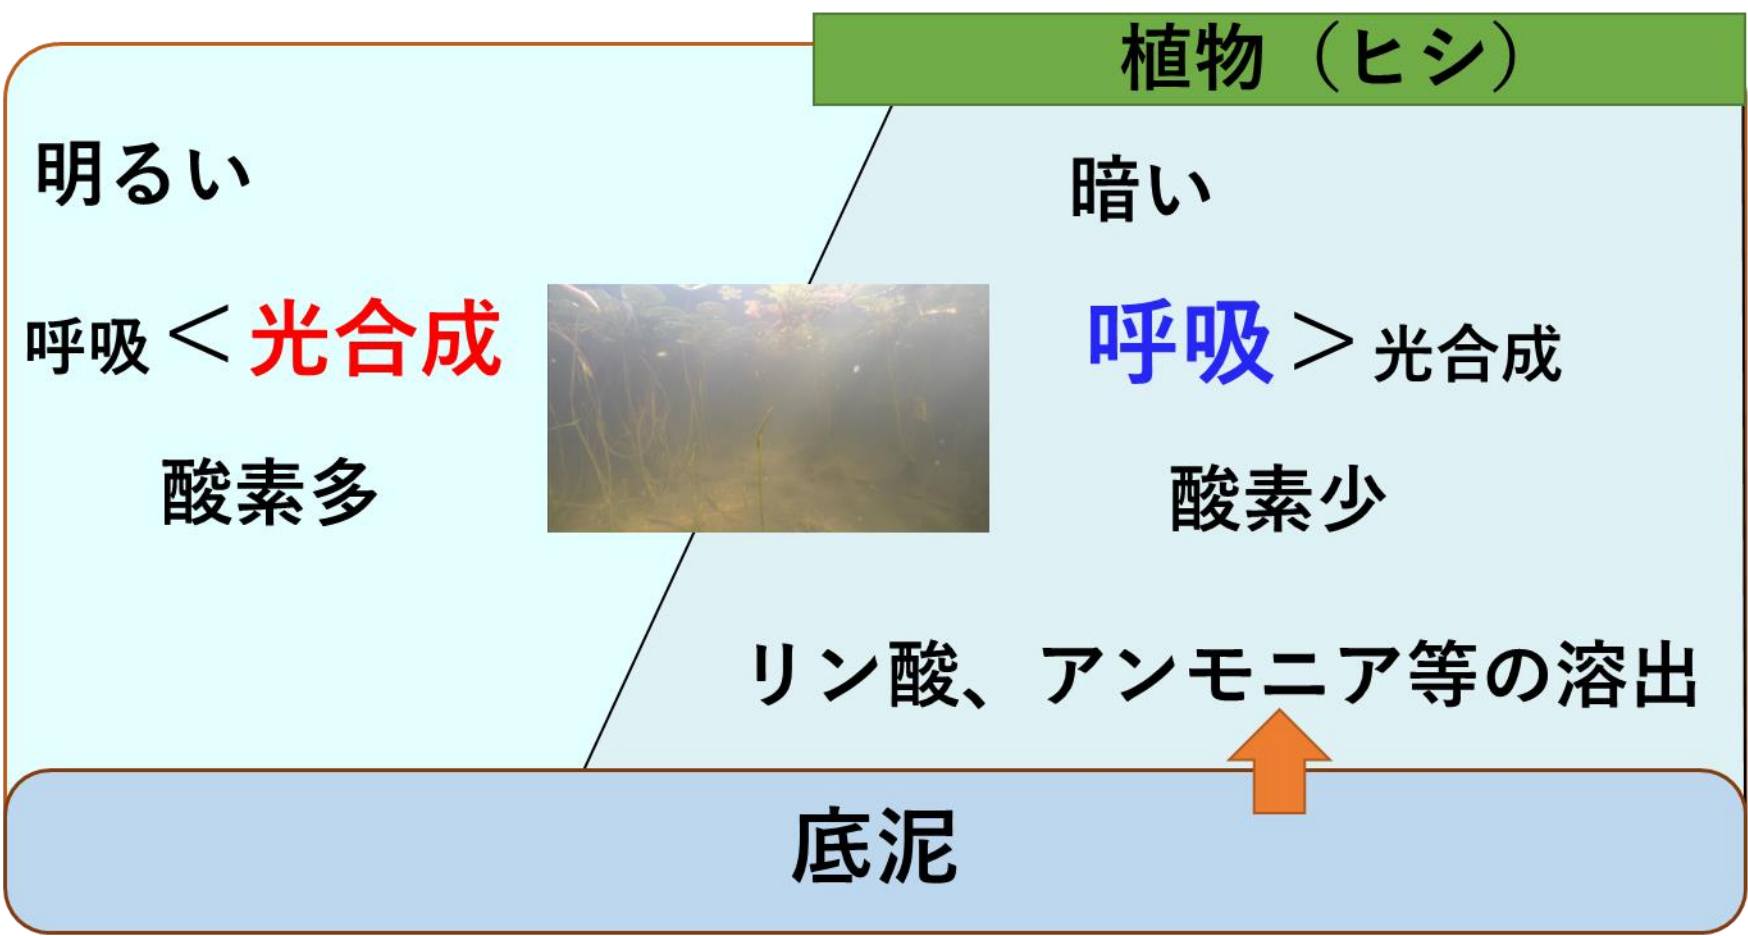 植物（ヒシ）
明るい
呼吸＜光合成
酸素多
暗い
呼吸＞光合成
酸素少
リン酸、アンモニア等の溶出
底泥